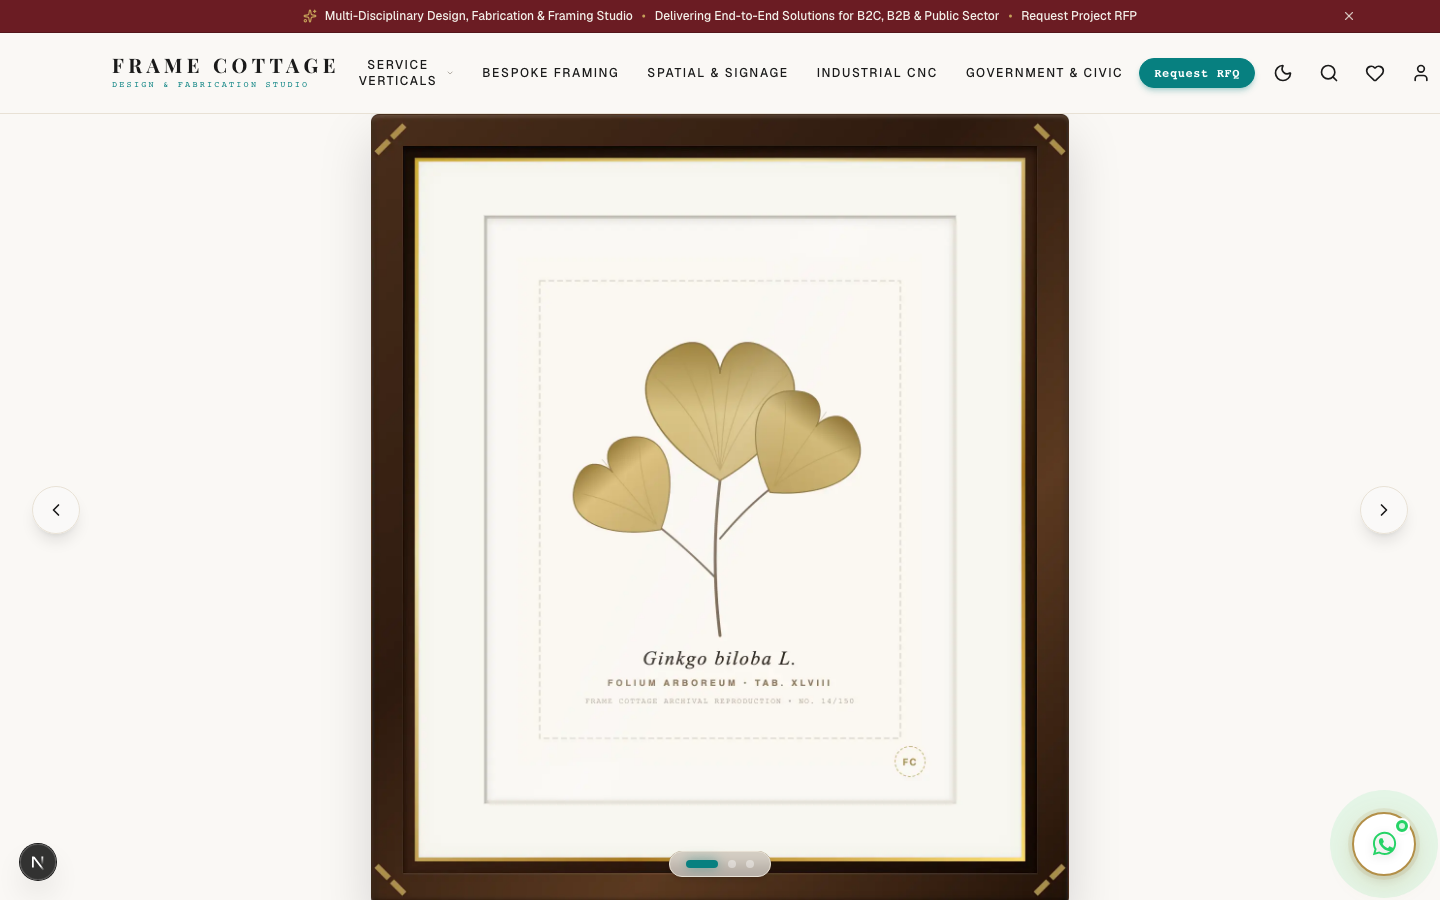 Multi-Disciplinary Design, Fabrication & Framing Studio • Delivering End-to-End Solutions for B2C, B2B & Public Sector • Request Project RFP
FRAME COTTAGE
DESIGN & FABRICATION STUDIO
SERVICE
VERTICALS
BESPOKE FRAMING
SPATIAL & SIGNAGE
INDUSTRIAL CNC
GOVERNMENT & CIVIC
Request RFQ
Ginkgo biloba L.
FOLIUM ARBOREUM • TAB. XLVIII
FRAME COTTAGE ARCHIVAL REPRODUCTION • NO. 14/150
FC
N